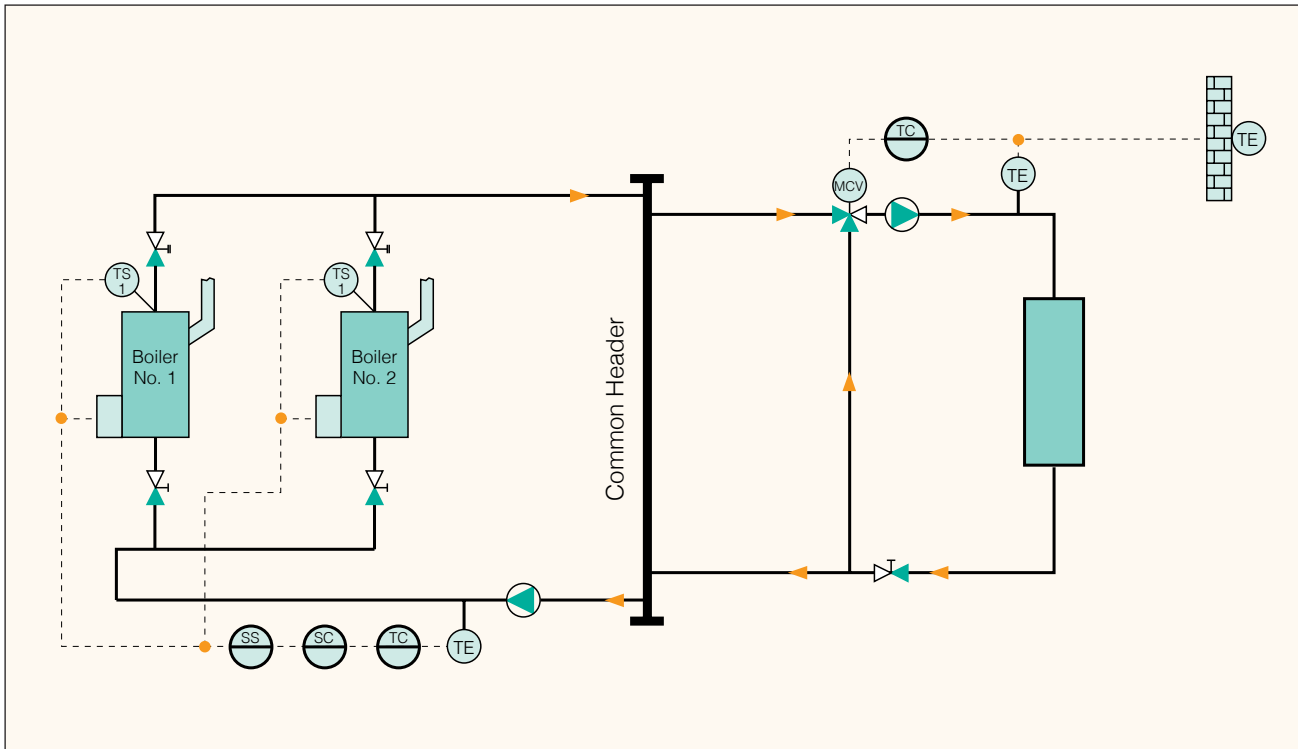 TC
TE
TE
MCV
TS
1
TS
1
Boiler
No. 1
Boiler
No. 2
Common Header
SS
SC
TC
TE